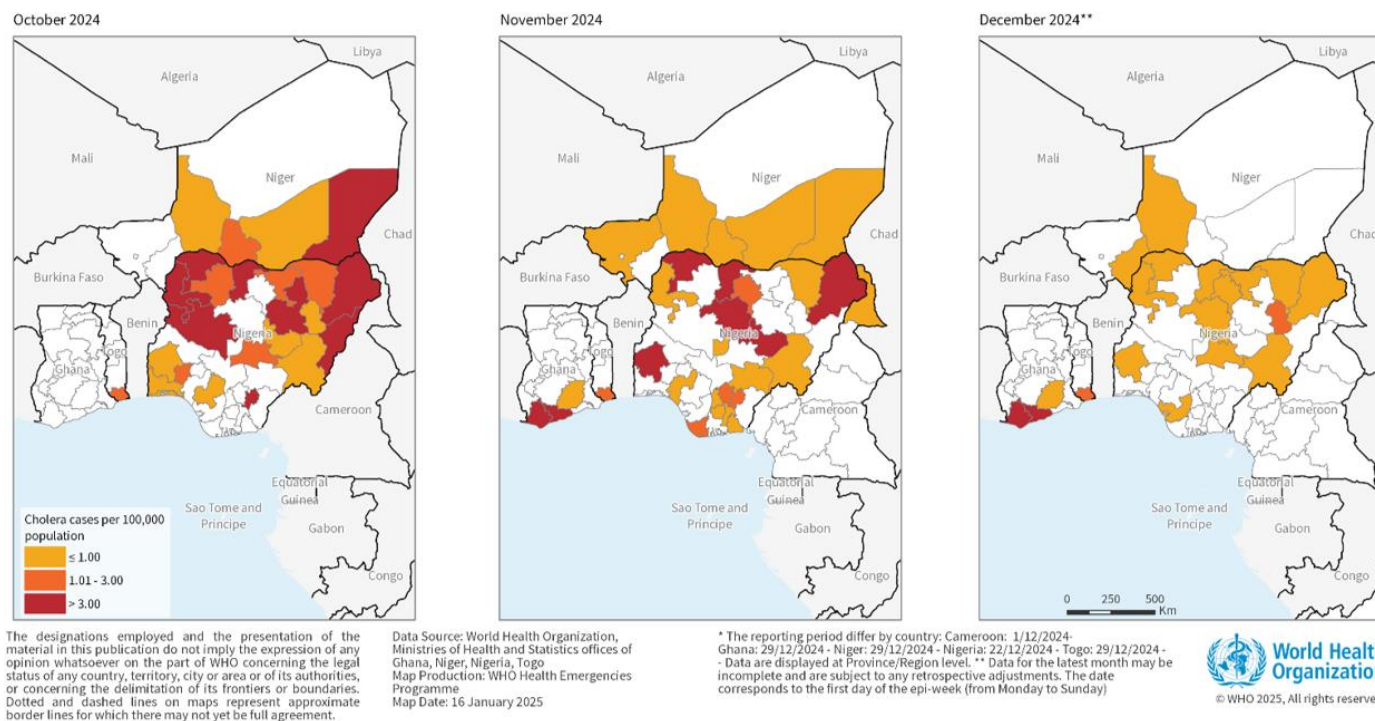 October 2024
Libya
Algeria
Mali
Niger
Chad
Burkina Faso
Benin
Nigeria
Togo
Ghana
Cameroon
Equatorial
Guinea
Sao Tome and
Principe
Gabon
Congo
Cholera cases per 100,000
population
≤ 1.00
1.01 - 3.00
> 3.00
November 2024
Libya
Algeria
Mali
Niger
Chad
Burkina Faso
Benin
Nigeria
Togo
Ghana
Cameroon
Equatorial
Guinea
Sao Tome and
Principe
Gabon
Congo
December 2024**
Libya
Algeria
Mali
Niger
Chad
Burkina Faso
Benin
Nigeria
Togo
Ghana
Cameroon
Equatorial
Guinea
Sao Tome and
Principe
Gabon
Congo
0 250 500
Km
The designations employed and the presentation of the
material in this publication do not imply the expression of any
opinion whatsoever on the part of WHO concerning the legal
status of any country, territory, city or area or of its authorities,
or concerning the delimitation of its frontiers or boundaries.
Dotted and dashed lines on maps represent approximate
border lines for which there may not yet be full agreement.
Data Source: World Health Organization,
Ministries of Health and Statistics offices of
Ghana, Niger, Nigeria, Togo
Map Production: WHO Health Emergencies
Programme
Map Date: 16 January 2025
* The reporting period differ by country: Cameroon: 1/12/2024-
Ghana: 29/12/2024 - Niger: 29/12/2024 - Nigeria: 22/12/2024 - Togo: 29/12/2024 -
- Data are displayed at Province/Region level. ** Data for the latest month may be
incomplete and are subject to any retrospective adjustments. The date
corresponds to the first day of the epi-week (from Monday to Sunday)
World Healt
Organizatio
© WHO 2025, All rights reserve